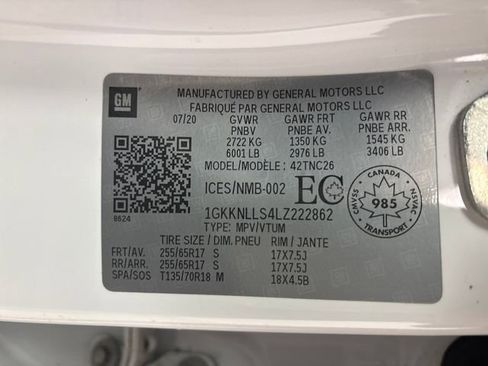 GM
MANUFACTURED BY GENERAL MOTORS LLC
FABRIQUÉ PAR GENERAL MOTORS LLC
07/20 GVWR GAWR FRT GAWR RR
PNBV PNBE AV. PNBE ARR.
2722 KG 1350 KG 1545 KG
6001 LB 2976 LB 3406 LB
MODEL/MODÈLE: 42TNC26
ICES/NMB-002 EC
CANADA
CMVSS
985
NSVAC
TRANSPORT
8624
1GKKNLLS4LZ222862
TYPE: MPV/VTUM
TIRE SIZE / DIM. PNEU RIM / JANTE
FRT/AV. 255/65R17 S 17X7.5J
RR/ARR. 255/65R17 S 17X7.5J
SPA/SOS T135/70R18 M 18X4.5B